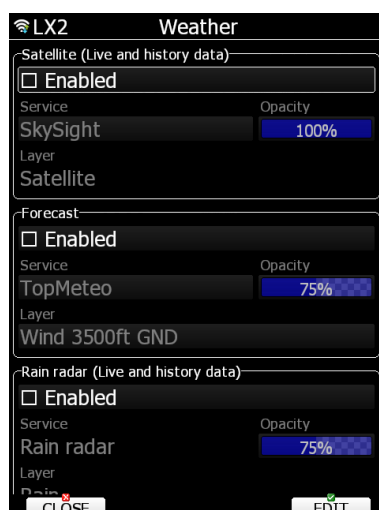 LX2 Weather
Satellite (Live and history data)
Enabled
Service Opacity
SkySight 100%
Layer
Satellite
Forecast
Enabled
Service Opacity
TopMeteo 75%
Layer
Wind 3500ft GND
Rain radar (Live and history data)
Enabled
Service Opacity
Rain radar 75%
Layer
Rain
CLOSE EDIT